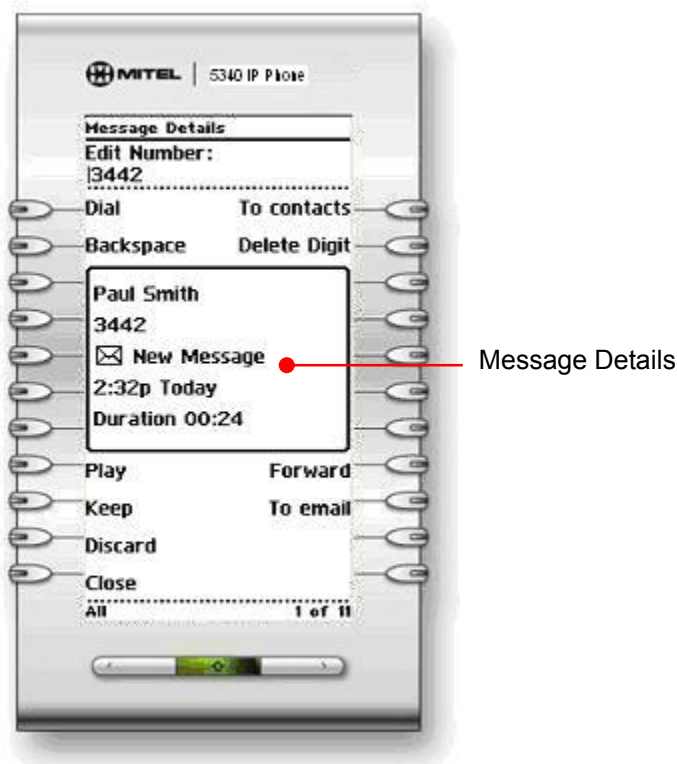 MITEL | 5340 IP Phone
Message Details
Edit Number:
3442
Dial To contacts
Backspace Delete Digit
Paul Smith
3442
New Message
Message Details
2:32p Today
Duration 00:24
Play Forward
Keep To email
Discard
Close
All 1 of 11